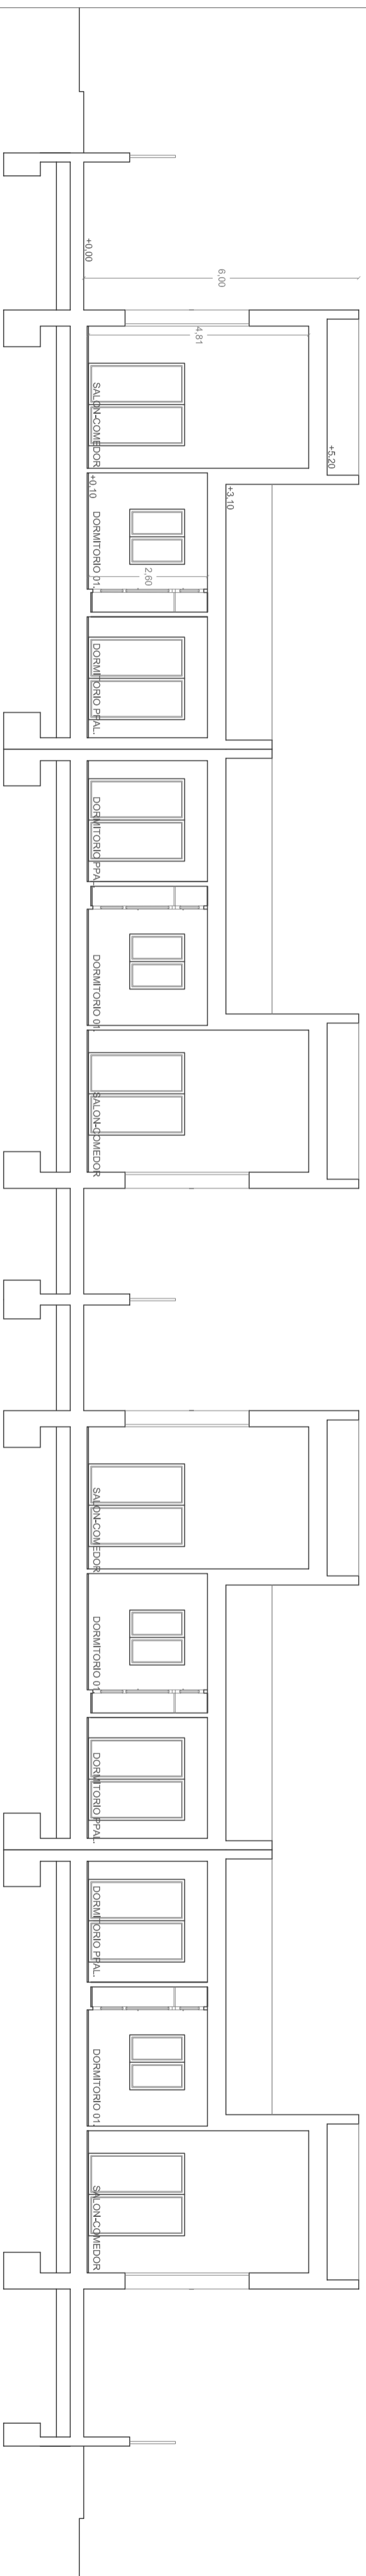 +0,00
6,00
4,81
+5,20
SALON-COMEDOR
+0,10
+3,10
DORMITORIO 01.
2,60
DORMITORIO PPAL.
DORMITORIO PPAL.
DORMITORIO 01.
SALON-COMEDOR
SALON-COMEDOR
DORMITORIO 01.
DORMITORIO PPAL.
DORMITORIO PPAL.
DORMITORIO 01.
SALON-COMEDOR